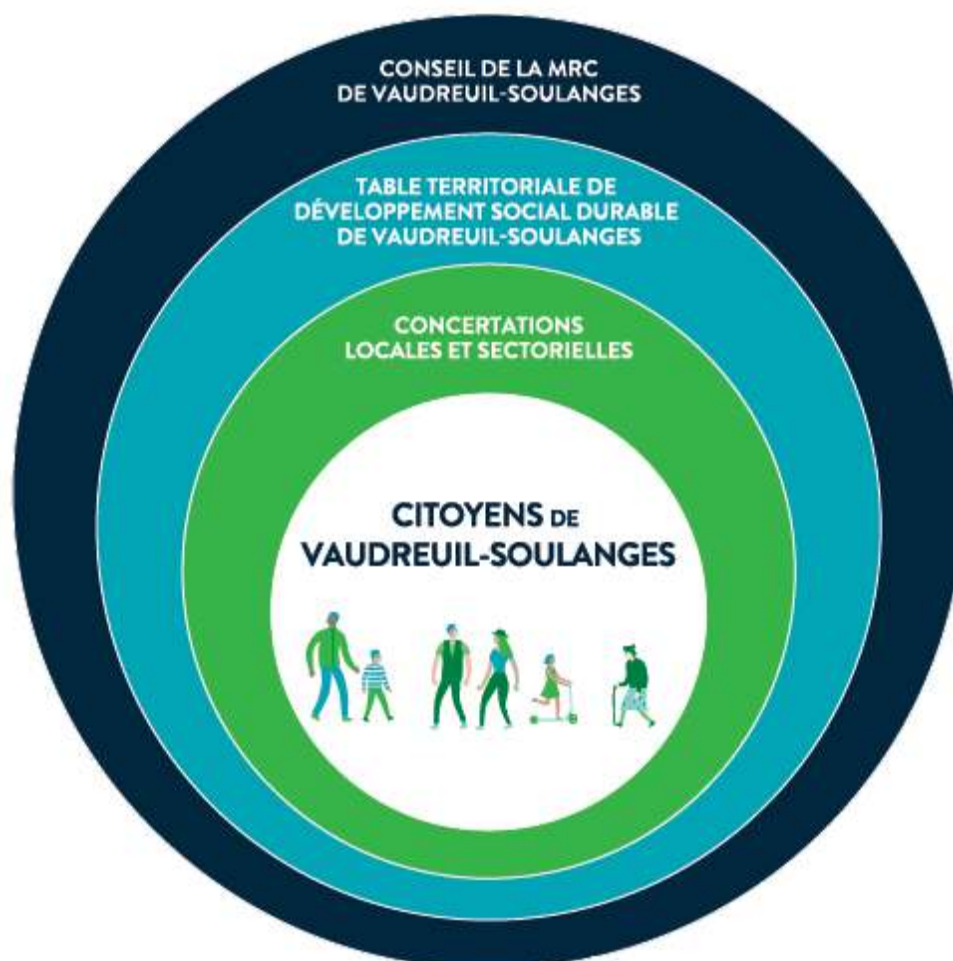 CONSEIL DE LA MRC
DE VAUDREUIL-SOULANGES
TABLE TERRITORIALE DE
DÉVELOPPEMENT SOCIAL DURABLE
DE VAUDREUIL-SOULANGES
CONCERTATIONS
LOCALES ET SECTORIELLES
CITOYENS DE
VAUDREUIL-SOULANGES